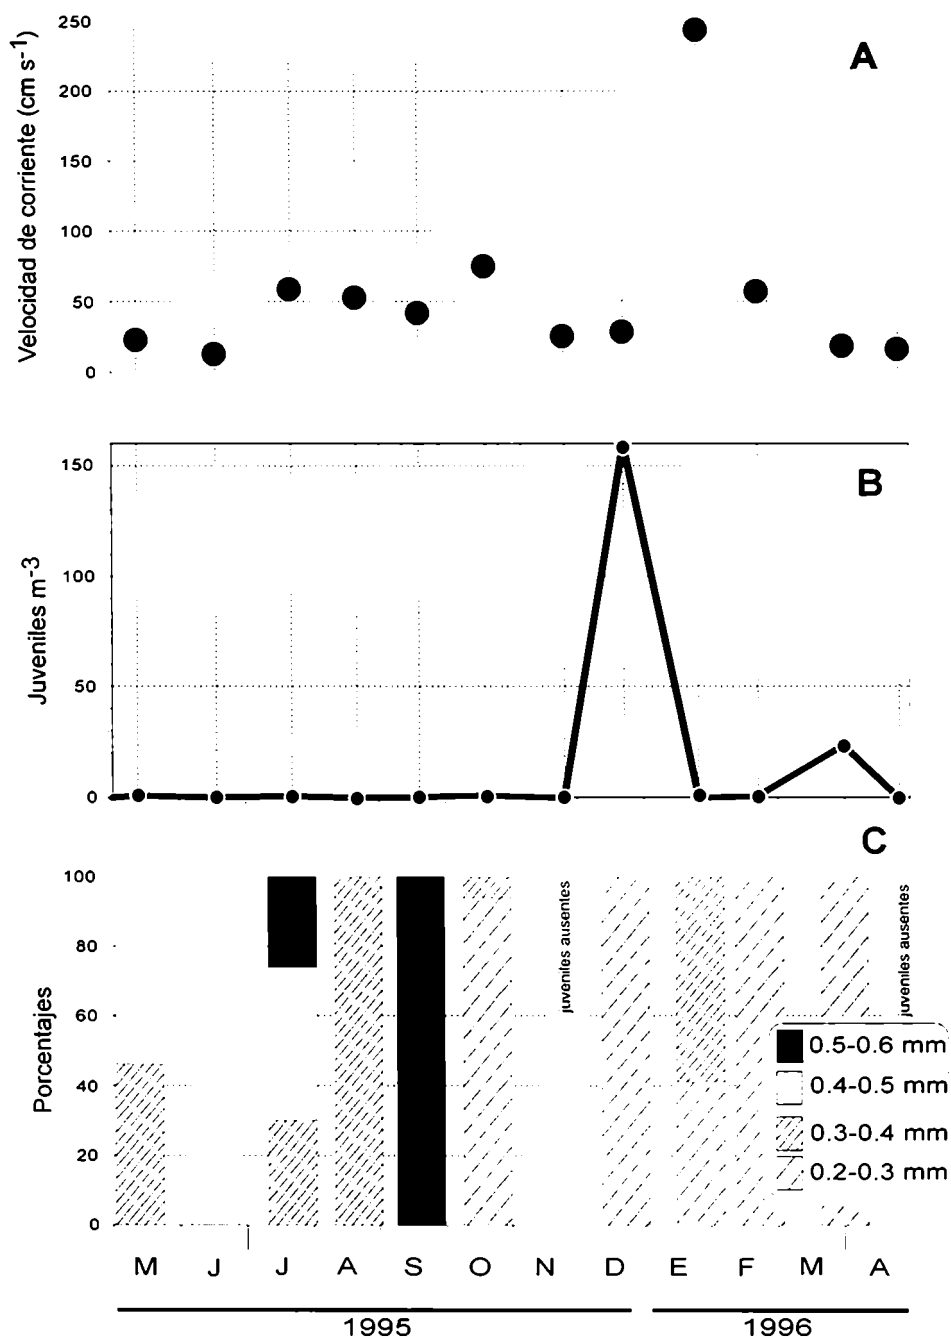 Velocidad de corriente (cm s-1)
250
200
150
100
50
0
A
Juveniles m-3
150
100
50
0
B
C
Porcentajes
100
80
60
40
20
0
juveniles ausentes
juveniles ausentes
0.5-0.6 mm
0.4-0.5 mm
0.3-0.4 mm
0.2-0.3 mm
M J J A S O N D E F M A
1995 1996